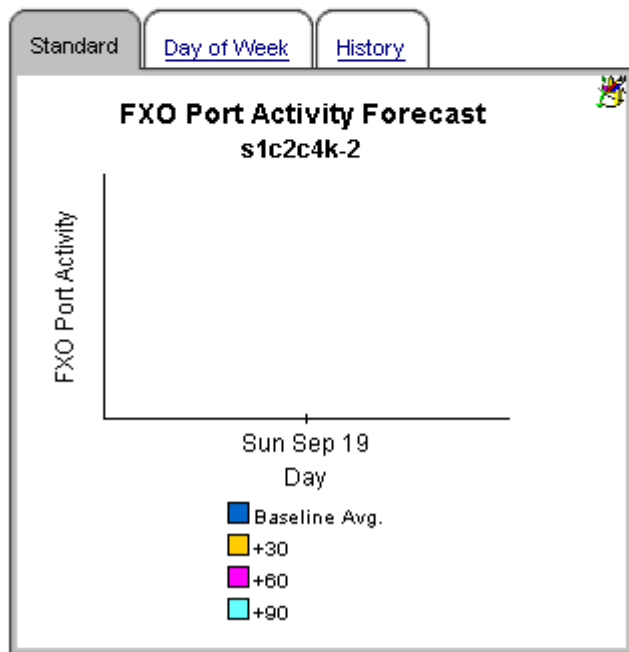 Standard
Day of Week
History
FXO Port Activity Forecast
s1c2c4k-2
FXO Port Activity
Sun Sep 19
Day
Baseline Avg.
+30
+60
+90